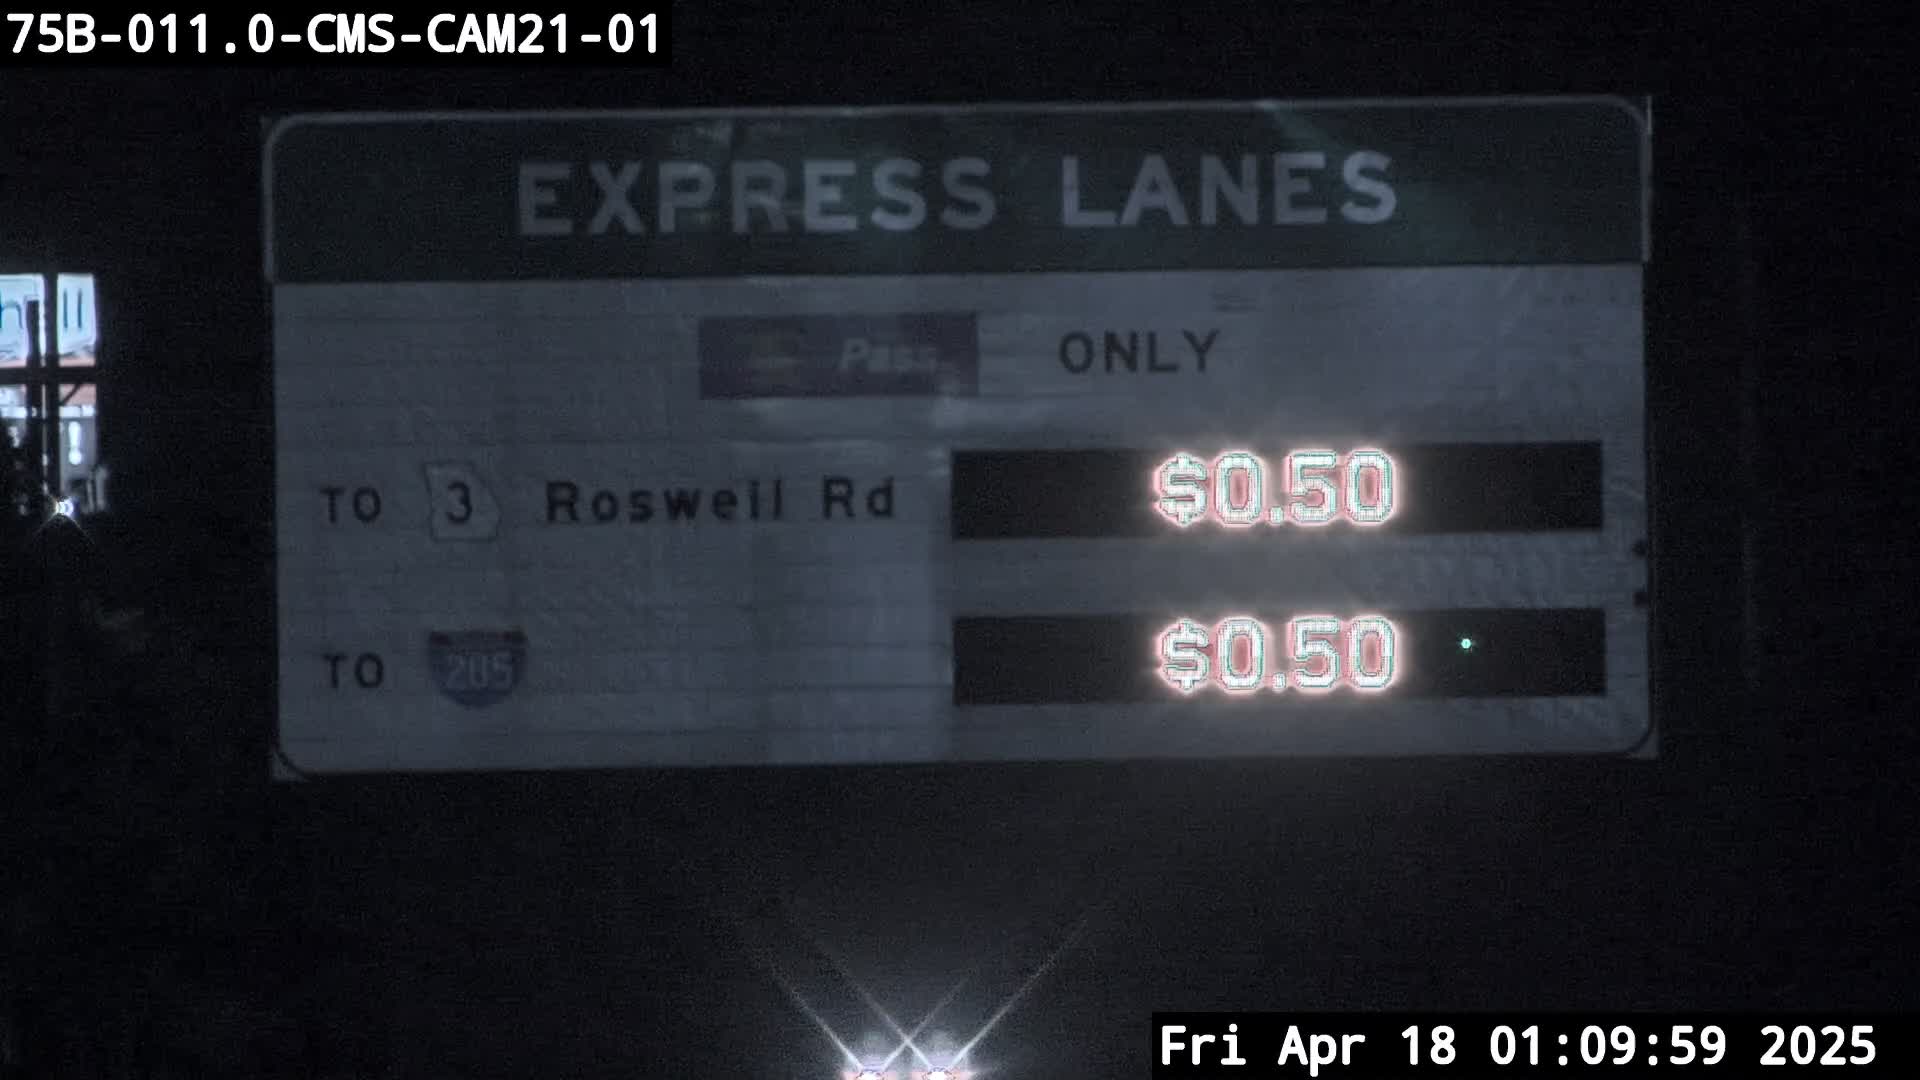 75B-011.0-CMS-CAM21-01
EXPRESS LANES
Pass ONLY
TO 3 Roswell Rd $0.50
TO 285 $0.50
Fri Apr 18 01:09:59 2025